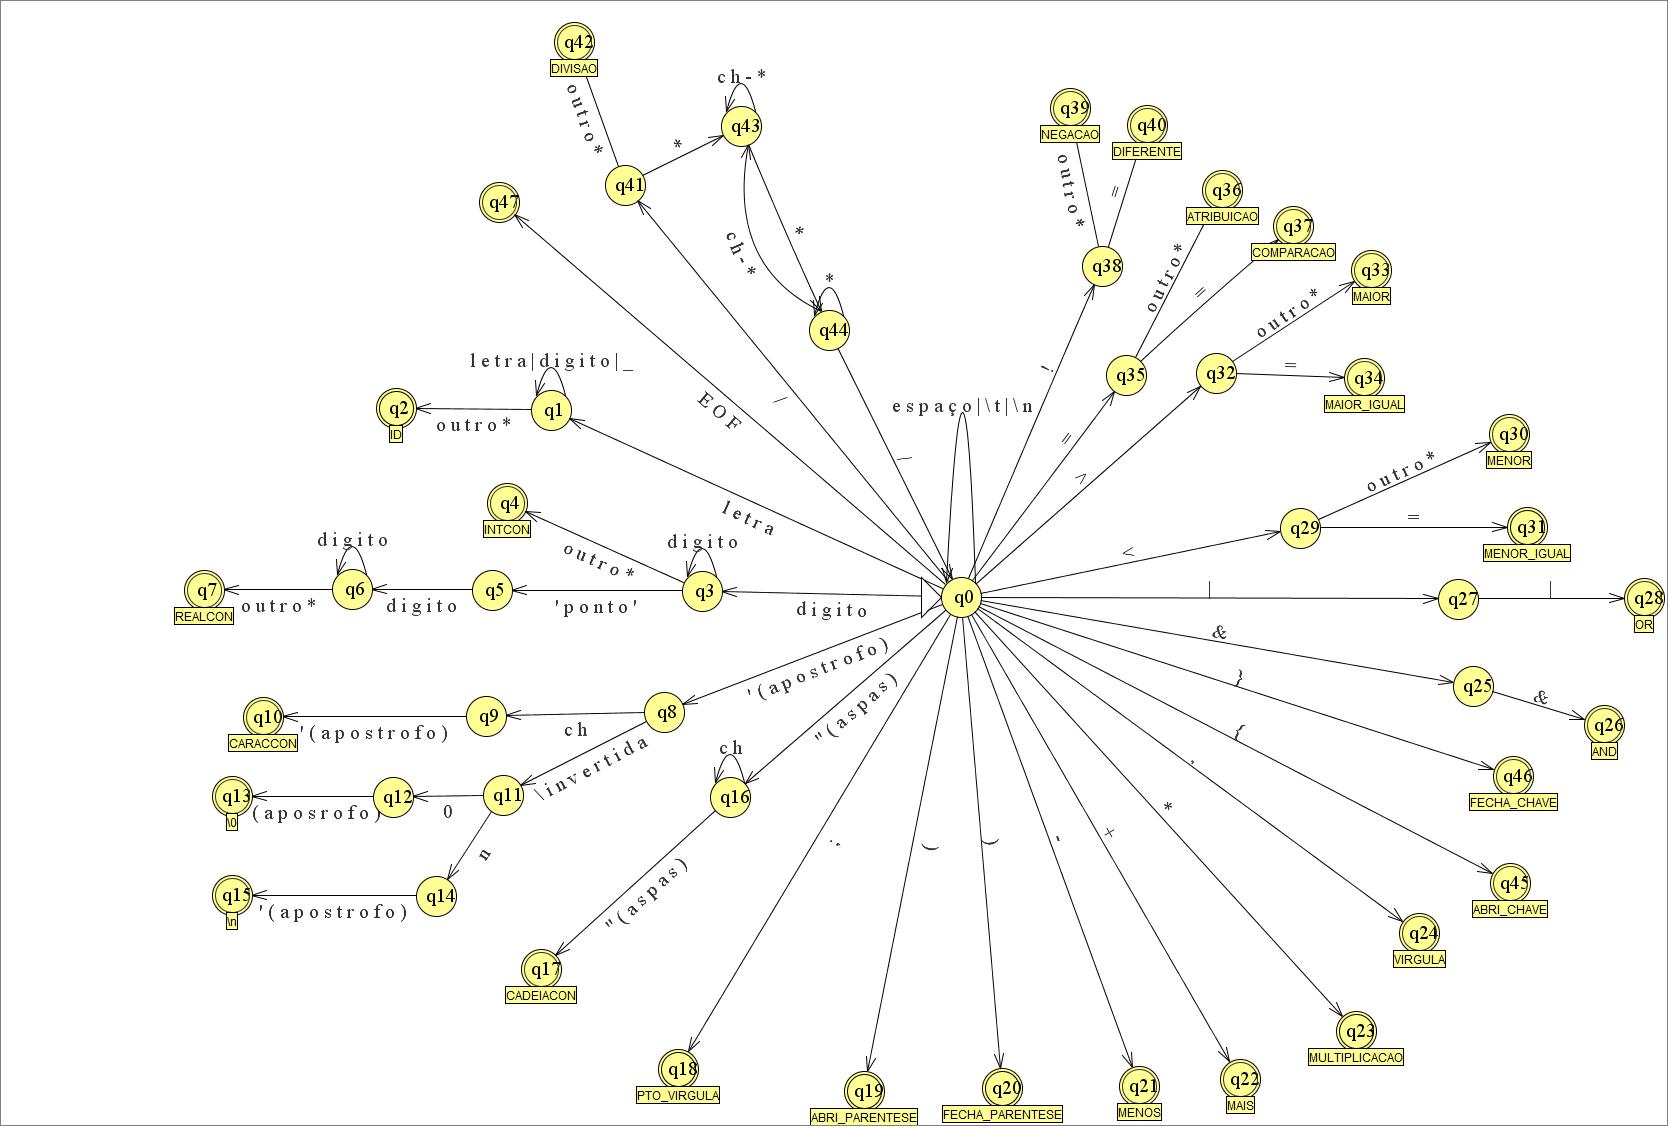 q42
DIVISAO
outro*
ch-*
q43
*
q41
q47
*
ch-*
*
q44
q39
NEGACAO
q40
DIFERENTE
outro*
=
q38
q36
ATRIBUICAO
q37
COMPARACAO
outro*
=
q35
q33
MAIOR
outro*
q32
=
q34
MAIOR_IGUAL
!
=
>
espaço|\t|\n
/
/
EOF
letra|digito|_
q2
ID
outro*
q1
letra
q4
INTCON
outro*
digito
q3
digito
q7
REALCON
outro*
q6
digito
q5
'ponto'
digito
q0
q30
MENOR
outro*
q29
=
q31
MENOR_IGUAL
<
|
q27
|
q28
OR
&
q25
&
q26
AND
}
q46
FECHA_CHAVE
{
q45
ABRI_CHAVE
,
q24
VIRGULA
*
q23
MULTIPLICACAO
+
q22
MAIS
-
q21
MENOS
)
q20
FECHA_PARENTESE
(
q19
ABRI_PARENTESE
;
q18
PTO_VIRGULA
'(apostrofo)
"(aspas)
q10
CARACCON
'(apostrofo)
q9
ch
q8
\invertida
q13
\0
(aposrofo)
q12
0
q11
n
q15
\n
'(apostrofo)
q14
ch
q16
"(aspas)
q17
CADEIACON